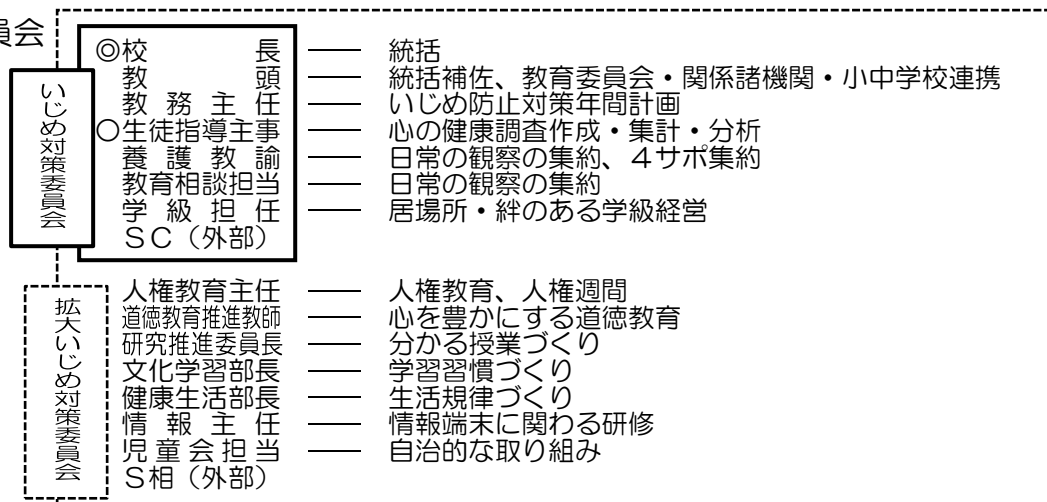 員会
いじめ対策委員会
◎校長 ―― 統括
教頭 ―― 統括補佐、教育委員会・関係諸機関・小中学校連携
教務主任 ―― いじめ防止対策年間計画
○生徒指導主事 ―― 心の健康調査作成・集計・分析
養護教諭 ―― 日常の観察の集約、4サポ集約
教育相談担当 ―― 日常の観察の集約
学級担任 ―― 居場所・絆のある学級経営
SC（外部）
拡大いじめ対策委員会
人権教育主任 ―― 人権教育、人権週間
道徳教育推進教師 ―― 心を豊かにする道徳教育
研究推進委員長 ―― 分かる授業づくり
文化学習部長 ―― 学習習慣づくり
健康生活部長 ―― 生活規律づくり
情報主任 ―― 情報端末に関わる研修
児童会担当 ―― 自治的な取り組み
S相（外部）